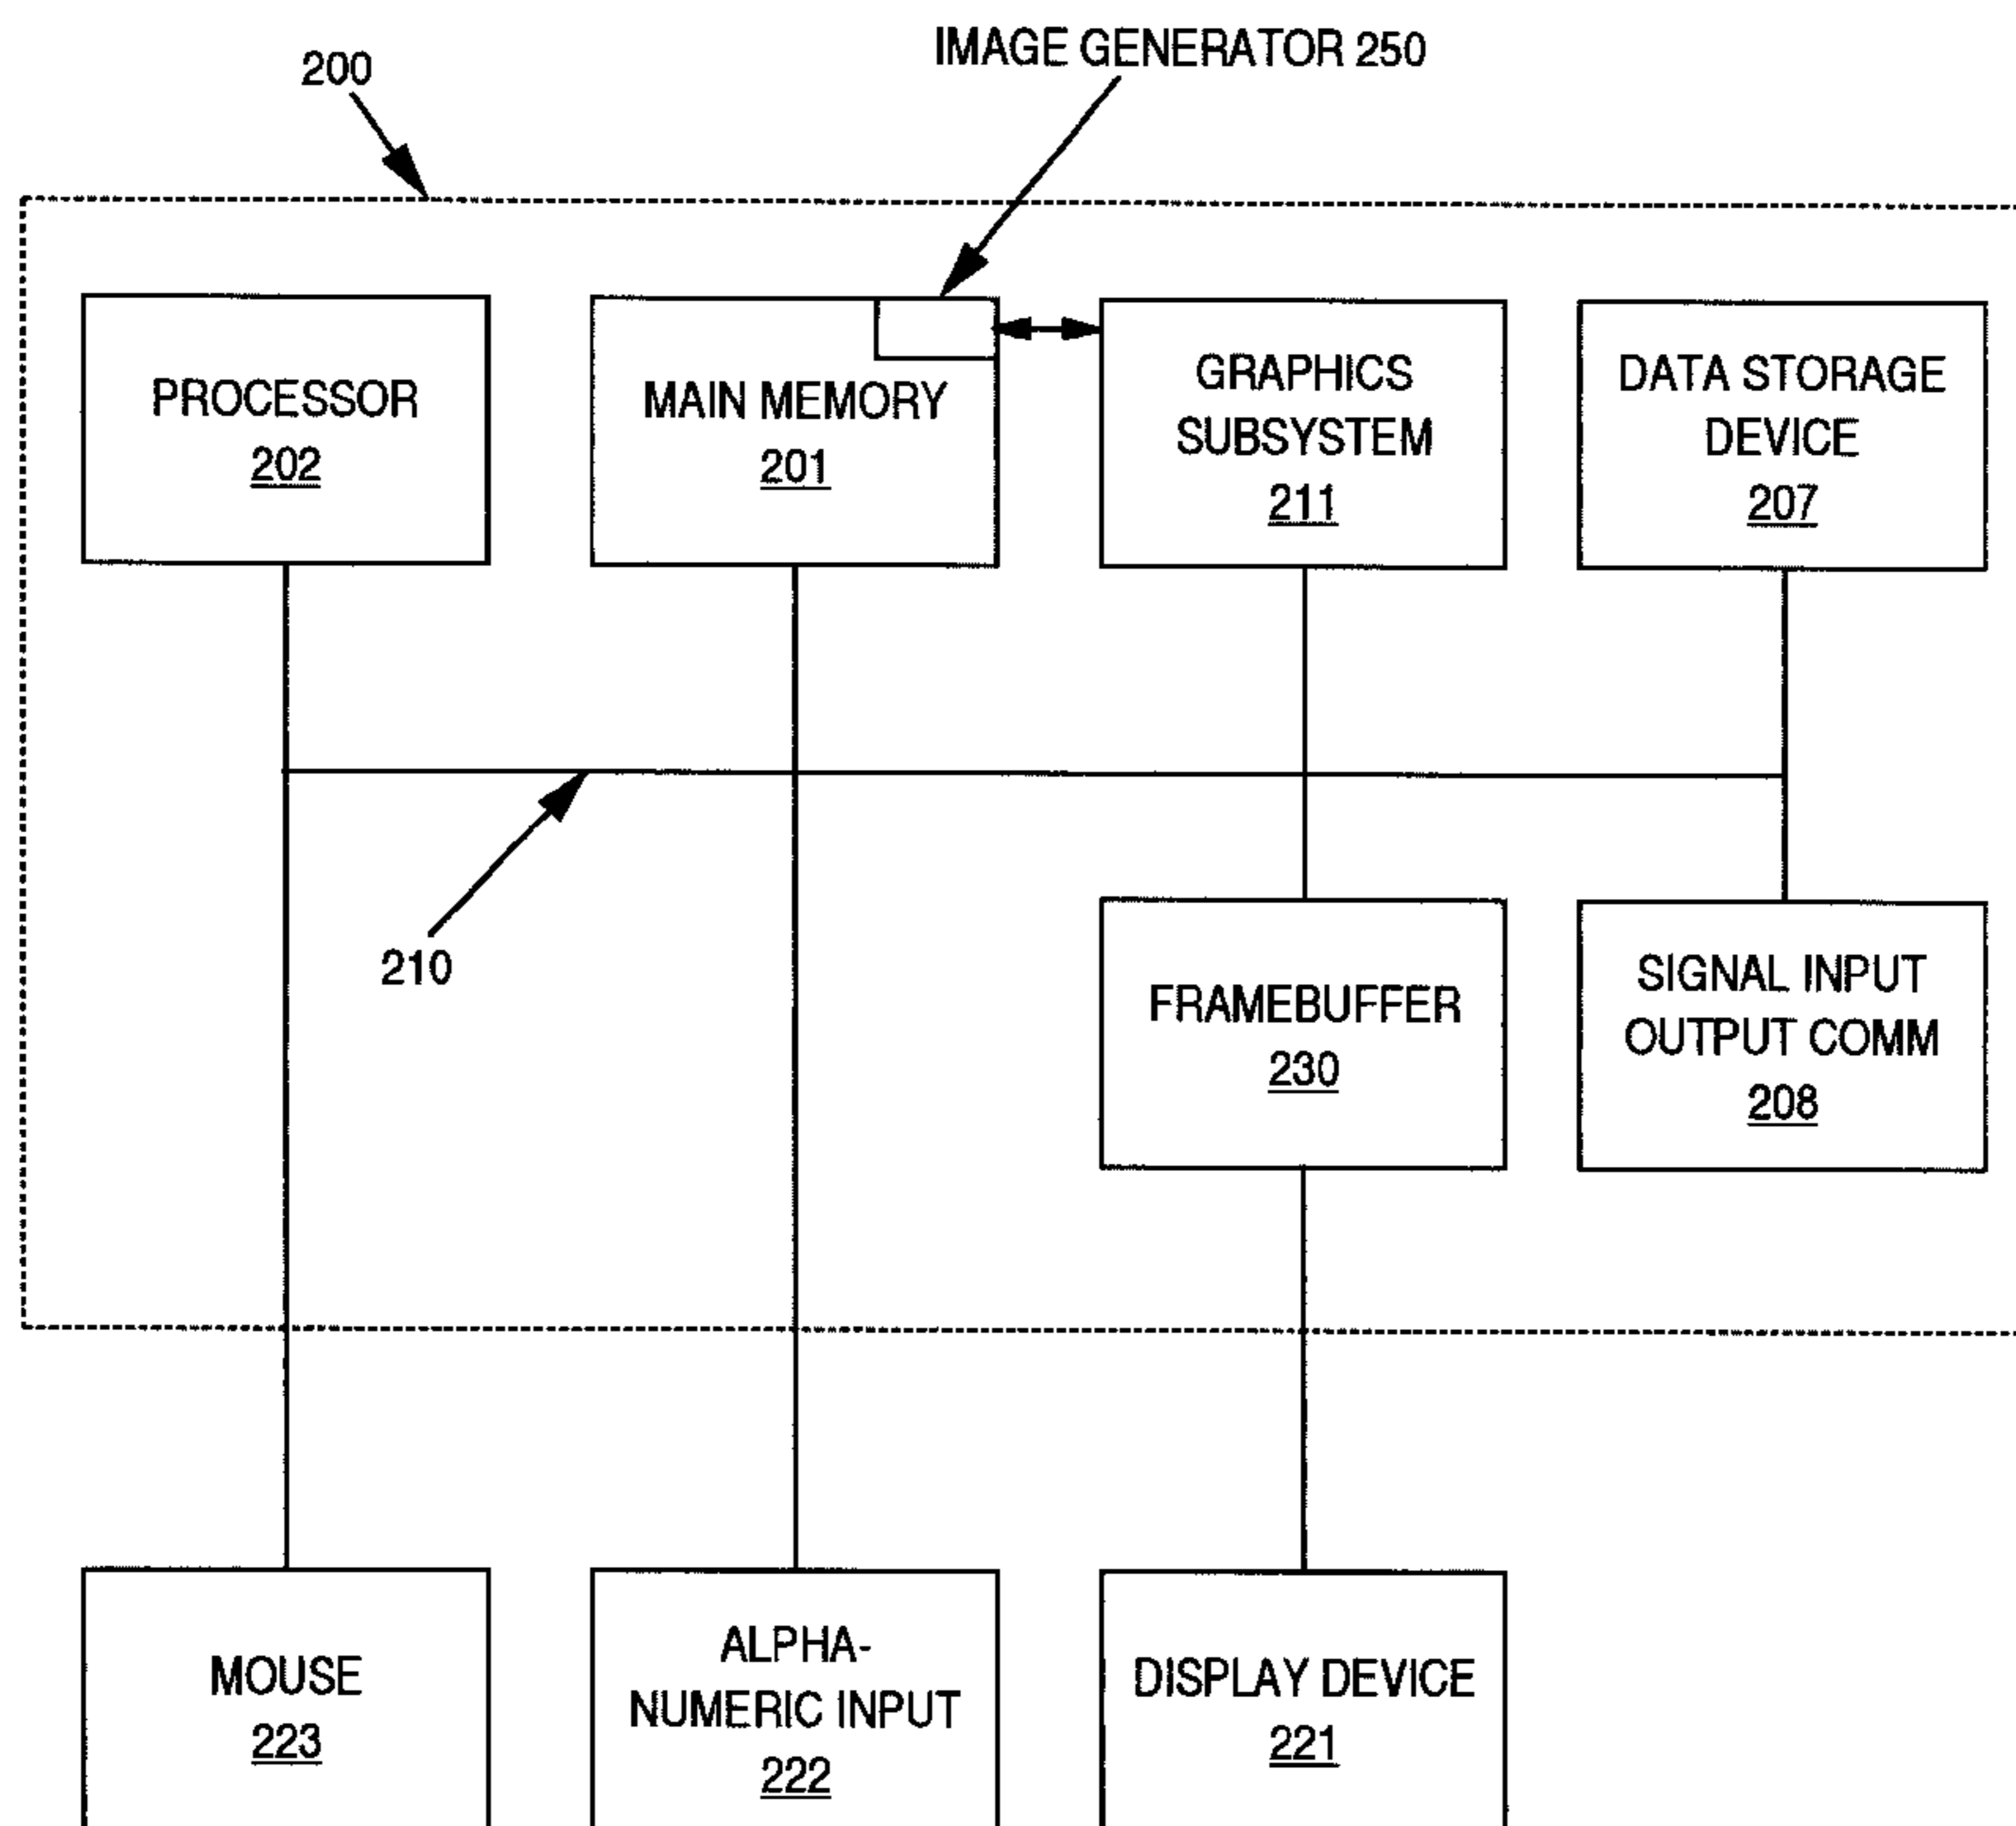 IMAGE GENERATOR 250
200
PROCESSOR
202
MAIN MEMORY
201
GRAPHICS
SUBSYSTEM
211
DATA STORAGE
DEVICE
207
210
FRAMEBUFFER
230
SIGNAL INPUT
OUTPUT COMM
208
MOUSE
223
ALPHA-
NUMERIC INPUT
222
DISPLAY DEVICE
221